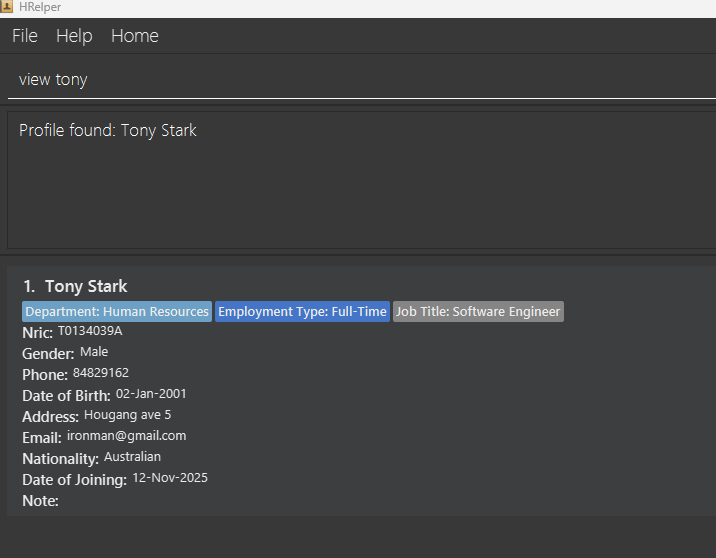 HRelper
File Help Home
view tony
Profile found: Tony Stark
1. Tony Stark
Department: Human Resources Employment Type: Full-Time Job Title: Software Engineer
Nric: T0134039A
Gender: Male
Phone: 84829162
Date of Birth: 02-Jan-2001
Address: Hougang ave 5
Email: ironman@gmail.com
Nationality: Australian
Date of Joining: 12-Nov-2025
Note: